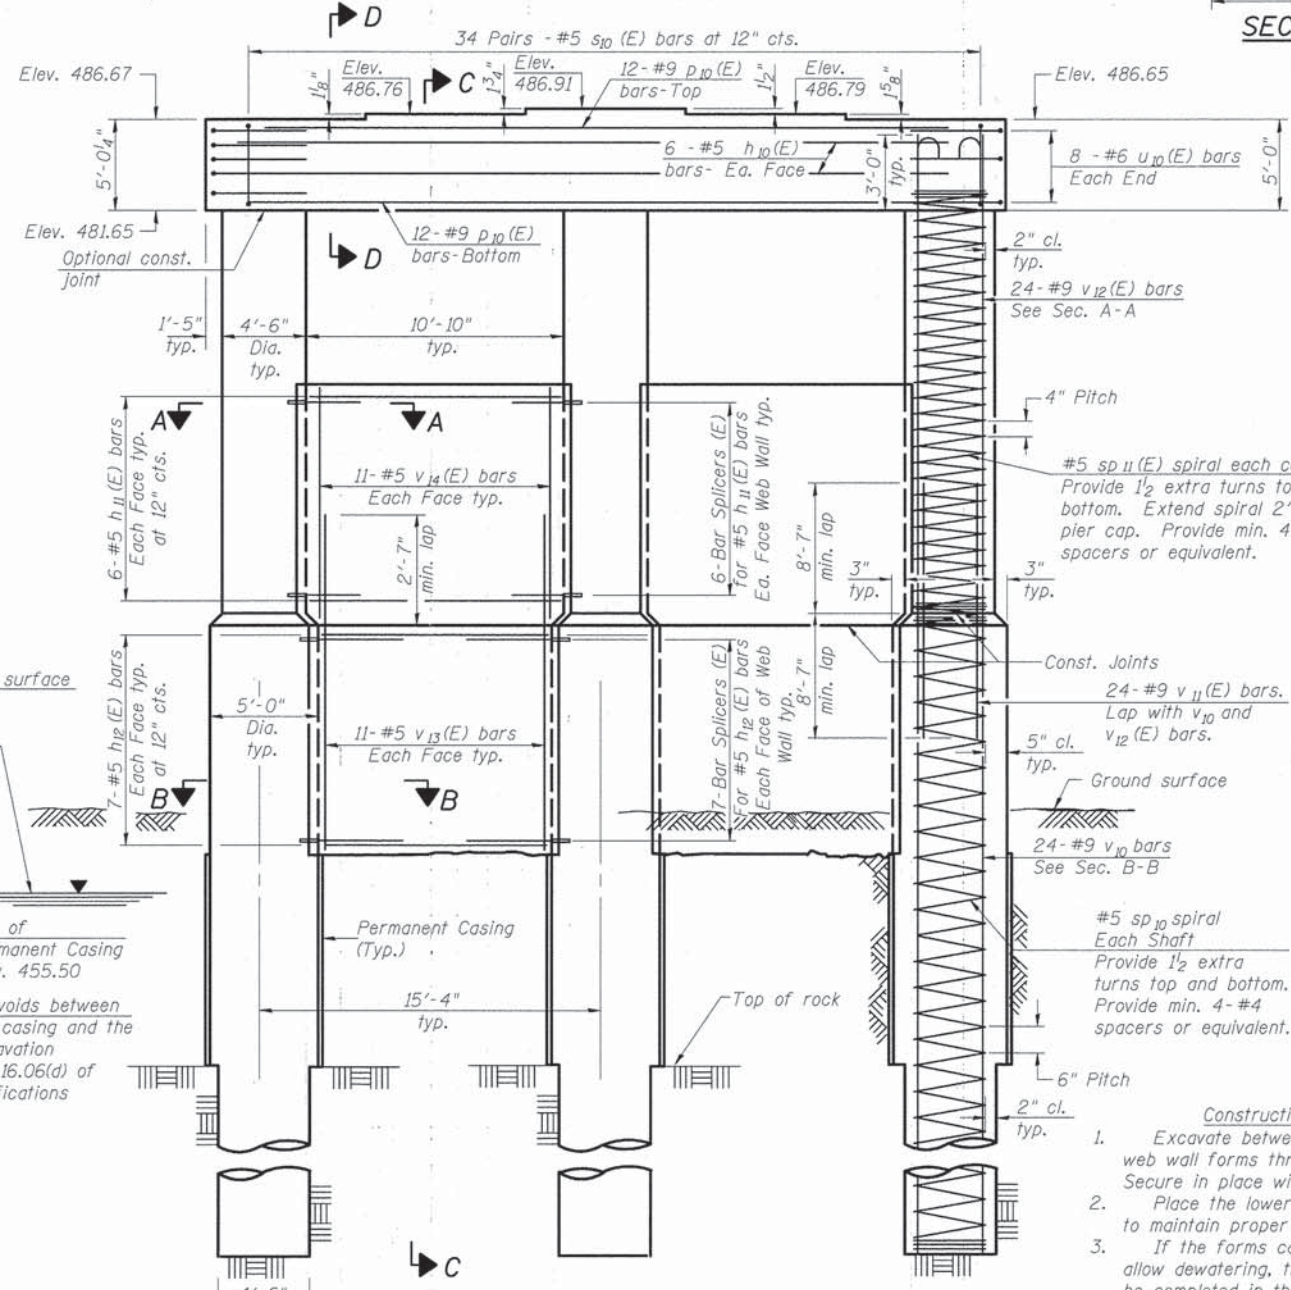 D
SEC
34 Pairs - #5 s10 (E) bars at 12" cts.
Elev. 486.67
1⅛"
Elev.
486.76
C
1¾"
Elev.
486.91
12-#9 p10(E)
bars-Top
1½"
Elev.
486.79
1⅝"
Elev. 486.65
5'-0¼"
6 -#5 h10(E)
bars- Ea. Face
3'-0"
typ.
8 -#6 u10(E) bars
Each End
5'-0"
Elev. 481.65
Optional const.
joint
D
12-#9 p10(E)
bars-Bottom
2" cl.
typ.
24-#9 v12(E) bars
See Sec. A-A
1'-5"
typ.
4'-6"
Dia.
typ.
10'-10"
typ.
4" Pitch
A
A
6-#5 h11(E) bars
Each Face typ.
at 12" cts.
11-#5 v14(E) bars
Each Face typ.
2'-7"
min. lap
6-Bar Splicers (E)
for #5 h11(E) bars
Ea. Face Web Wall typ.
8'-7"
min. lap
3"
typ.
3"
typ.
#5 sp11(E) spiral each c
Provide 1½ extra turns to
bottom. Extend spiral 2'
pier cap. Provide min. 4
spacers or equivalent.
surface
7-#5 h12(E) bars
Each Face typ.
at 12" cts.
5'-0"
Dia.
typ.
11-#5 v13(E) bars
Each Face typ.
7-Bar Splicers (E)
For #5 h12(E) bars
Each Face of Web
Wall typ.
8'-7"
min. lap
Const. Joints
24-#9 v11(E) bars.
Lap with v10 and
v12(E) bars.
5" cl.
typ.
B
B
Ground surface
24-#9 v10 bars
See Sec. B-B
of
manent Casing
. 455.50
Permanent Casing
(Typ.)
#5 sp10 spiral
Each Shaft
Provide 1½ extra
turns top and bottom.
Provide min. 4-#4
spacers or equivalent.
voids between
casing and the
avation
16.06(d) of
fications
15'-4"
typ.
Top of rock
6" Pitch
2" cl.
typ.
Constructi
1. Excavate betwe
web wall forms thr
Secure in place wi
2. Place the lower
to maintain proper
3. If the forms c
allow dewatering, t
C